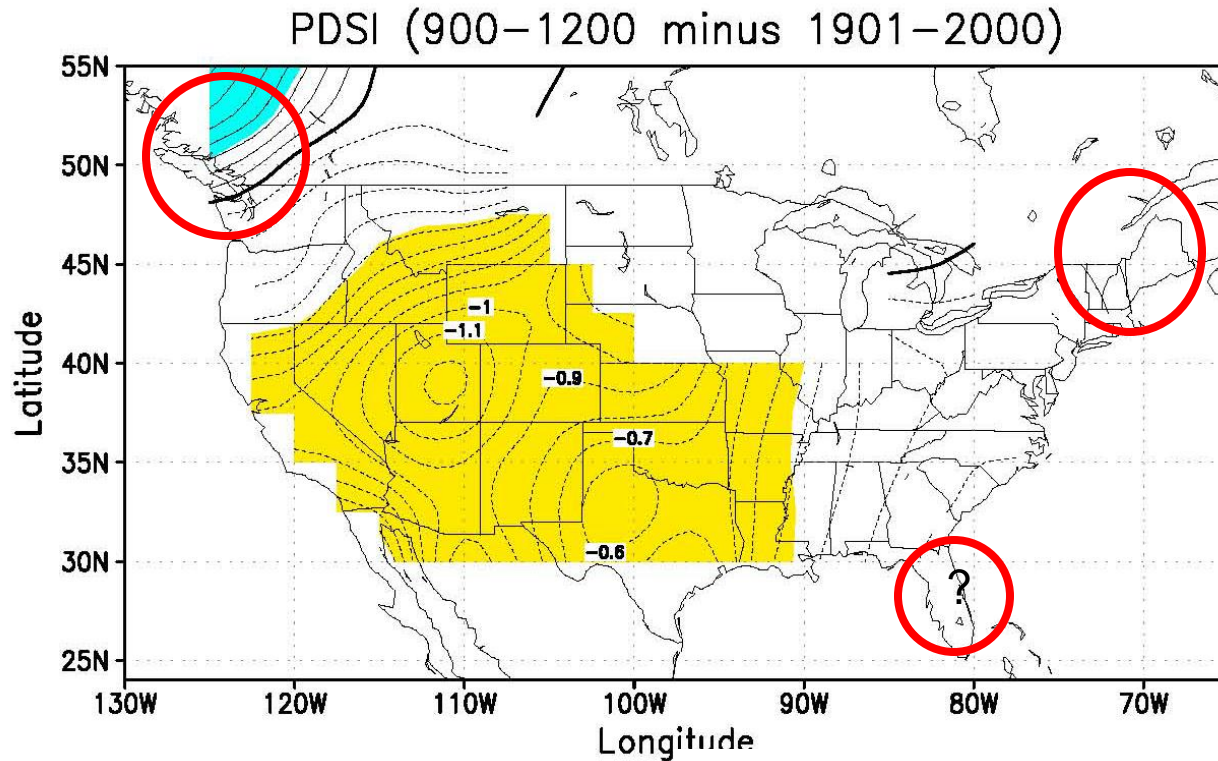 PDSI (900-1200 minus 1901-2000)
55N
50N
45N
40N
35N
30N
25N
Latitude
-1
-1.1
-0.9
-0.7
-0.6
?
130W 120W 110W 100W 90W 80W 70W
Longitude